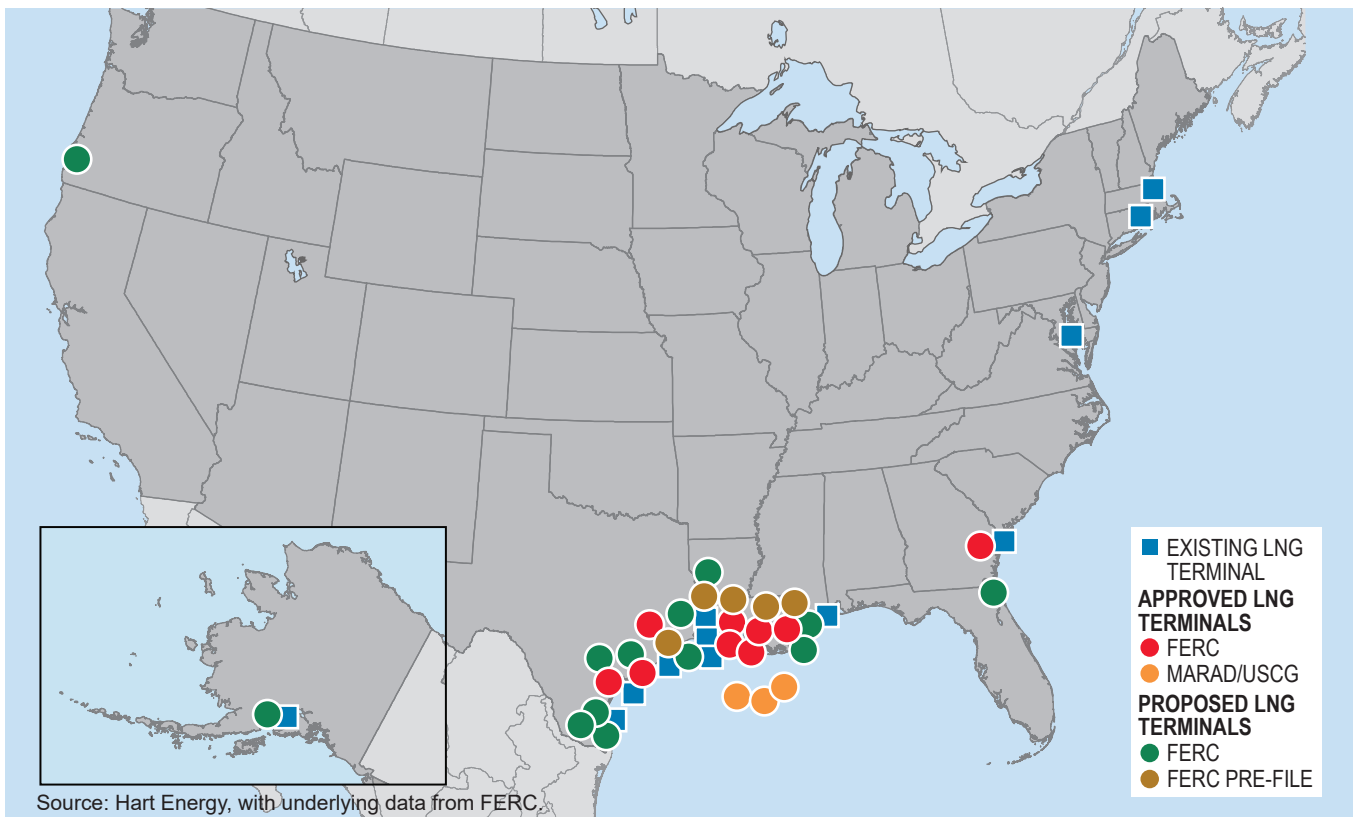 EXISTING LNG
TERMINAL
APPROVED LNG
TERMINALS
FERC
MARAD/USCG
PROPOSED LNG
TERMINALS
FERC
FERC PRE-FILE
Source: Hart Energy, with underlying data from FERC.